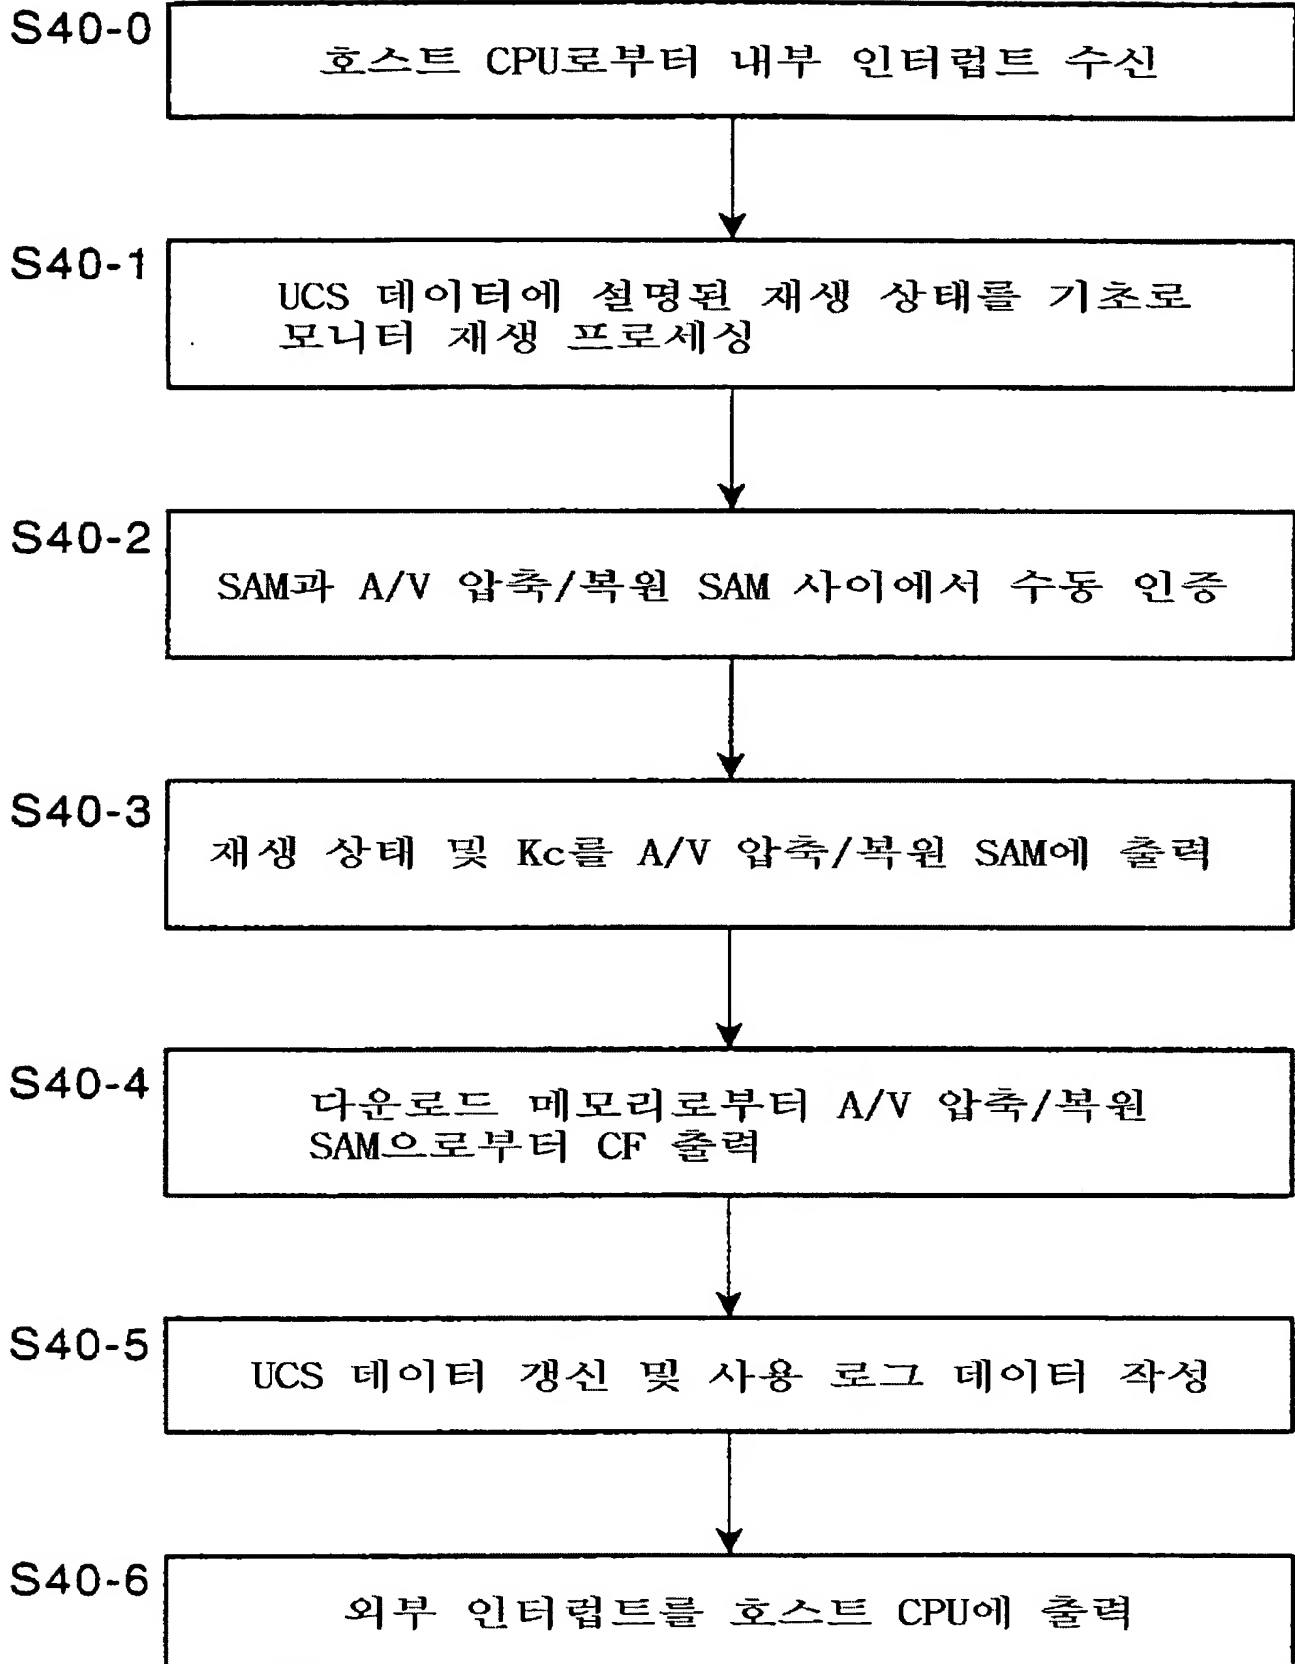 S40-0
호스트 CPU로부터 내부 인터럽트 수신
S40-1
UCS 데이터에 설명된 재생 상태를 기초로
모니터 재생 프로세싱
S40-2
SAM과 A/V 압축/복원 SAM 사이에서 수동 인증
S40-3
재생 상태 및 Kc를 A/V 압축/복원 SAM에 출력
S40-4
다운로드 메모리로부터 A/V 압축/복원
SAM으로부터 CF 출력
S40-5
UCS 데이터 갱신 및 사용 로그 데이터 작성
S40-6
외부 인터럽트를 호스트 CPU에 출력